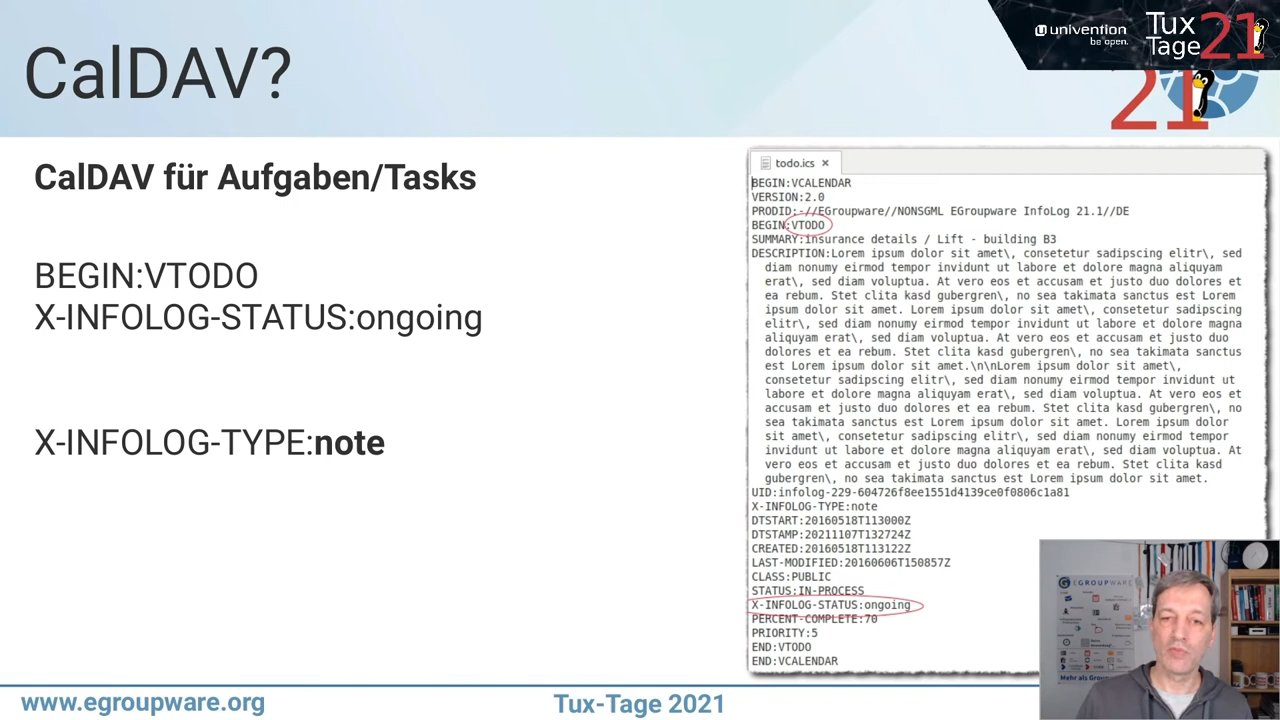 CalDAV?
univention
be open.
Tux
Tage 21
21
CalDAV für Aufgaben/Tasks
BEGIN:VTODO
X-INFOLOG-STATUS:ongoing
X-INFOLOG-TYPE:note
todo.ics ×
BEGIN:VCALENDAR
VERSION:2.0
PRODID:-//EGroupware//NONSGML EGroupware InfoLog 21.1//DE
BEGIN:VTODO
SUMMARY:insurance details / Lift - building B3
DESCRIPTION:Lorem ipsum dolor sit amet\, consetetur sadipscing elitr\, sed
diam nonumy eirmod tempor invidunt ut labore et dolore magna aliquyam
erat\, sed diam voluptua. At vero eos et accusam et justo duo dolores et
ea rebum. Stet clita kasd gubergren\, no sea takimata sanctus est Lorem
ipsum dolor sit amet. Lorem ipsum dolor sit amet\, consetetur sadipscing
elitr\, sed diam nonumy eirmod tempor invidunt ut labore et dolore magna
aliquyam erat\, sed diam voluptua. At vero eos et accusam et justo duo
dolores et ea rebum. Stet clita kasd gubergren\, no sea takimata sanctus
est Lorem ipsum dolor sit amet.\n\nLorem ipsum dolor sit amet\,
consetetur sadipscing elitr\, sed diam nonumy eirmod tempor invidunt ut
labore et dolore magna aliquyam erat\, sed diam voluptua. At vero eos et
accusam et justo duo dolores et ea rebum. Stet clita kasd gubergren\, no
sea takimata sanctus est Lorem ipsum dolor sit amet. Lorem ipsum dolor
sit amet\, consetetur sadipscing elitr\, sed diam nonumy eirmod tempor
invidunt ut labore et dolore magna aliquyam erat\, sed diam voluptua. At
vero eos et accusam et justo duo dolores et ea rebum. Stet clita kasd
gubergren\, no sea takimata sanctus est Lorem ipsum dolor sit amet.
UID:infolog-229-604726f8ee1551d4139ce0f0806c1a81
X-INFOLOG-TYPE:note
DTSTART:20160518T113000Z
DTSTAMP:20211107T132724Z
CREATED:20160518T113122Z
LAST-MODIFIED:20160606T150857Z
CLASS:PUBLIC
STATUS:IN-PROCESS
X-INFOLOG-STATUS:ongoing
PERCENT-COMPLETE:70
PRIORITY:5
END:VTODO
END:VCALENDAR
EGROUPWARE
Mehr als Group
www.egroupware.org
Tux-Tage 2021